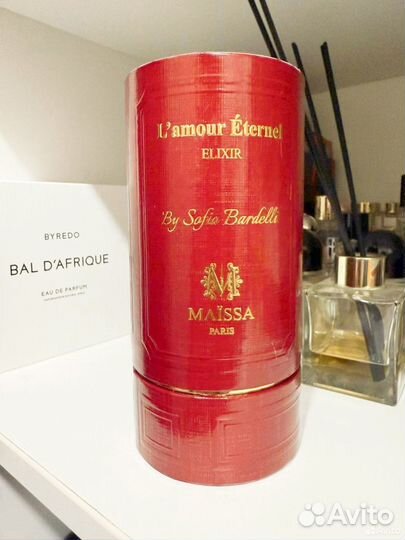 L'amour Éternel
ELIXIR
By Sofia Bardelli
M
MAÏSSA
PARIS
BYREDO
BAL D'AFRIQUE
EAU DE PARFUM
Avito